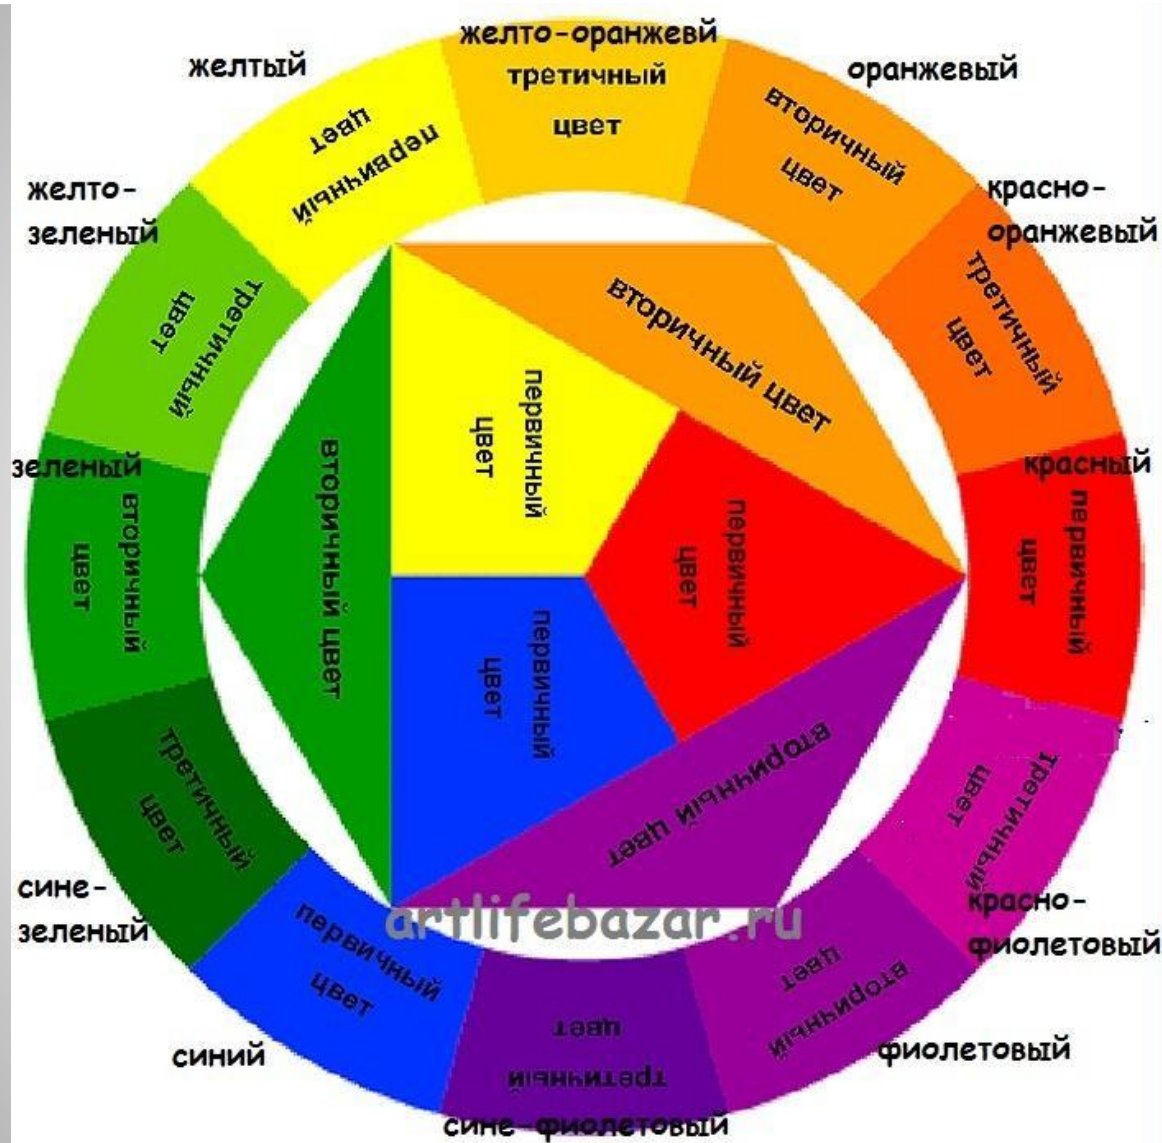 желто-оранжевй
третичный
цвет
желтый
цвет
первичный
оранжевый
вторичный
цвет
желто-
зеленый
третичный
цвет
красно-
оранжевый
третичный
цвет
вторичный цвет
первичный
цвет
зеленый
вторичный
цвет
вторичный цвет
первичный
цвет
красный
первичный
цвет
первичный
цвет
вторичный цвет
третичный
цвет
сине-
зеленый
третичный
цвет
красно-
фиолетовый
artlifebazar.ru
первичный
цвет
синий
цвет
третичный
сине-фиолетовый
цвет
вторичный
фиолетовый